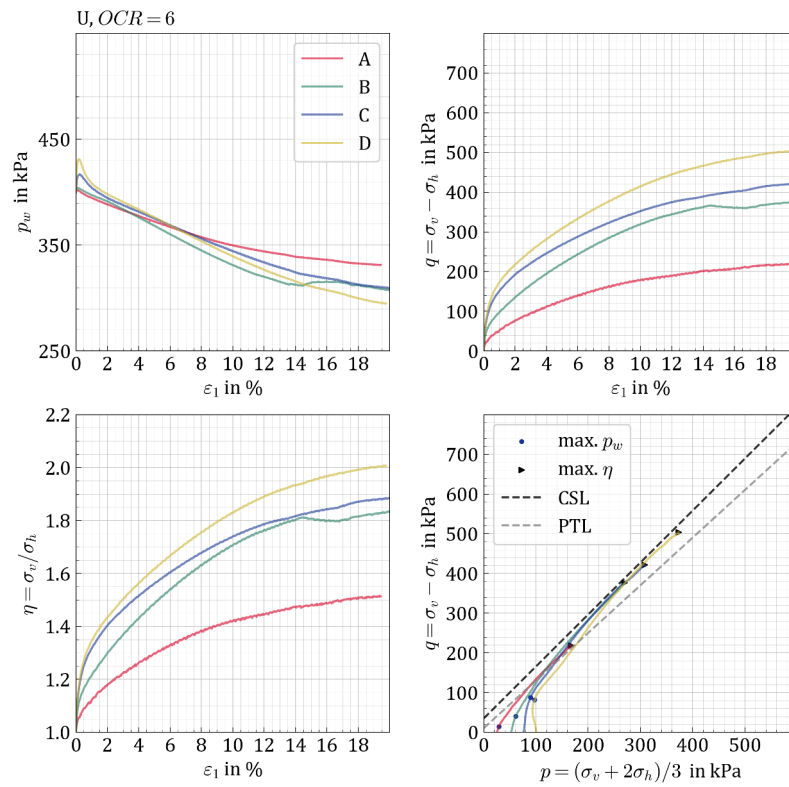 U, OCR = 6
450
350
250
p_w in kPa
A
B
C
D
0 2 4 6 8 10 12 14 16 18
ε₁ in %
700
600
500
400
300
200
100
0
q = σ_v − σ_h in kPa
0 2 4 6 8 10 12 14 16 18
ε₁ in %
2.2
2.0
1.8
1.6
1.4
1.2
1.0
η = σ_v/σ_h
0 2 4 6 8 10 12 14 16 18
ε₁ in %
700
600
500
400
300
200
100
0
q = σ_v − σ_h in kPa
max. p_w
max. η
CSL
PTL
0 100 200 300 400 500
p = (σ_v + 2σ_h)/3 in kPa